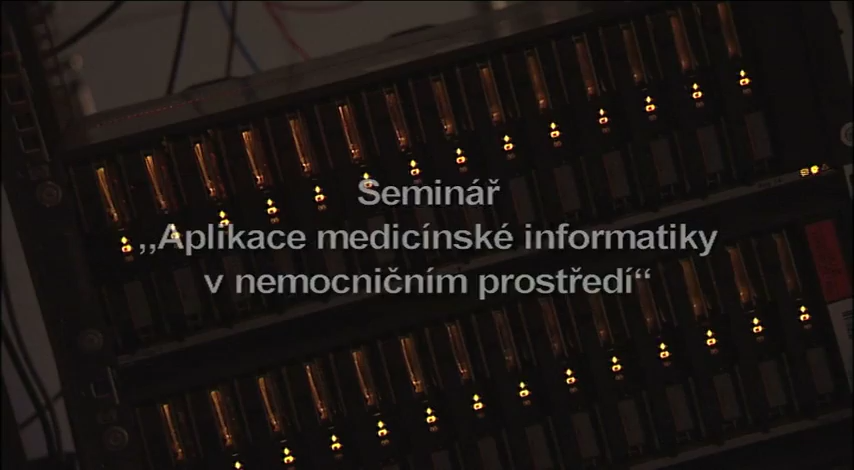 Seminář
„Aplikace medicínské informatiky
v nemocničním prostředí“